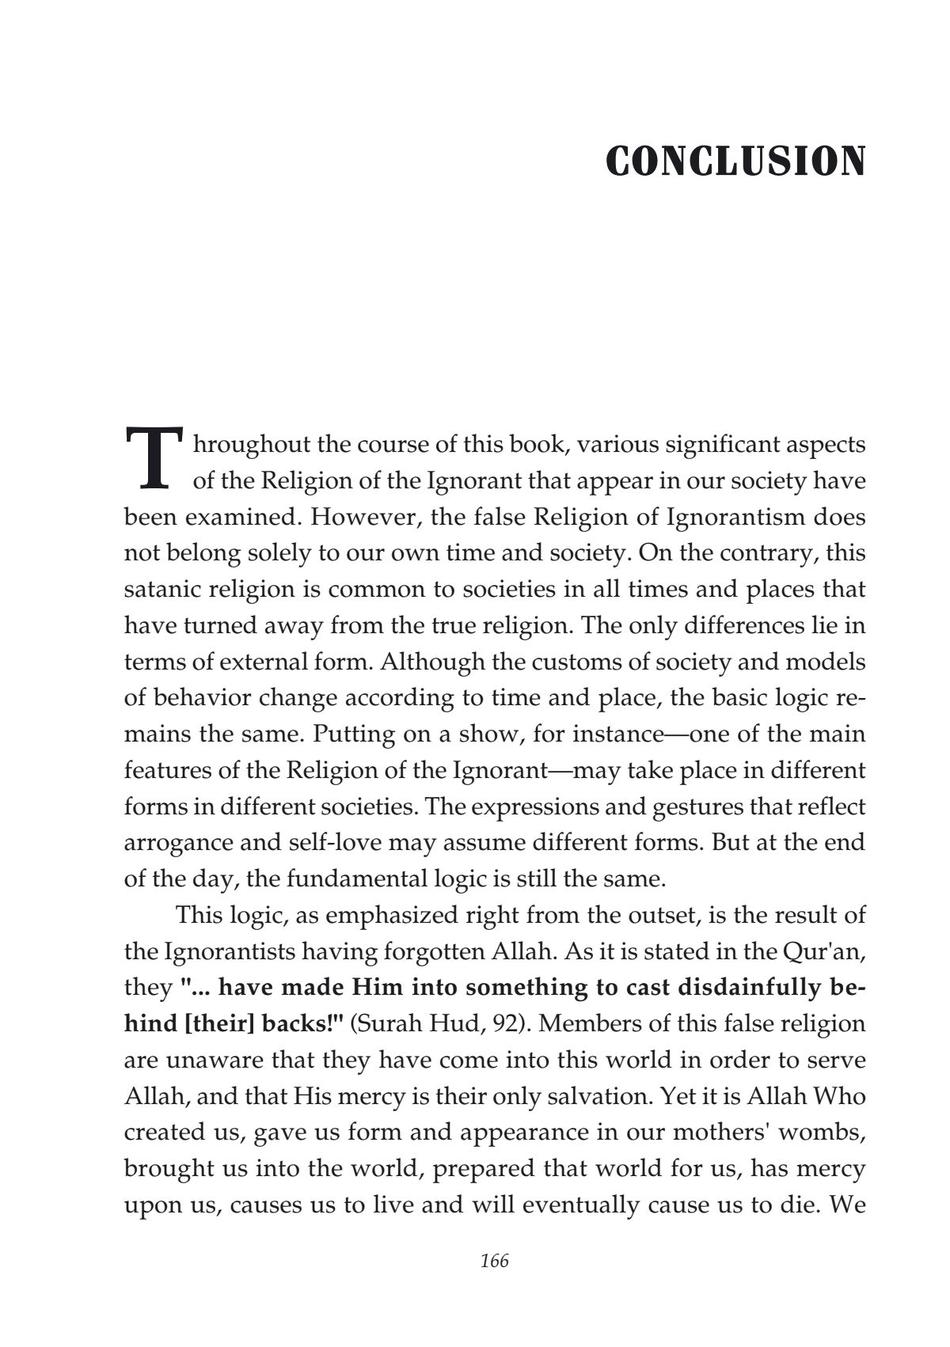 CONCLUSION
Throughout the course of this book, various significant aspects
of the Religion of the Ignorant that appear in our society have
been examined. However, the false Religion of Ignorantism does
not belong solely to our own time and society. On the contrary, this
satanic religion is common to societies in all times and places that
have turned away from the true religion. The only differences lie in
terms of external form. Although the customs of society and models
of behavior change according to time and place, the basic logic re-
mains the same. Putting on a show, for instance—one of the main
features of the Religion of the Ignorant—may take place in different
forms in different societies. The expressions and gestures that reflect
arrogance and self-love may assume different forms. But at the end
of the day, the fundamental logic is still the same.
This logic, as emphasized right from the outset, is the result of
the Ignorantists having forgotten Allah. As it is stated in the Qur'an,
they "... have made Him into something to cast disdainfully be-
hind [their] backs!" (Surah Hud, 92). Members of this false religion
are unaware that they have come into this world in order to serve
Allah, and that His mercy is their only salvation. Yet it is Allah Who
created us, gave us form and appearance in our mothers' wombs,
brought us into the world, prepared that world for us, has mercy
upon us, causes us to live and will eventually cause us to die. We
166